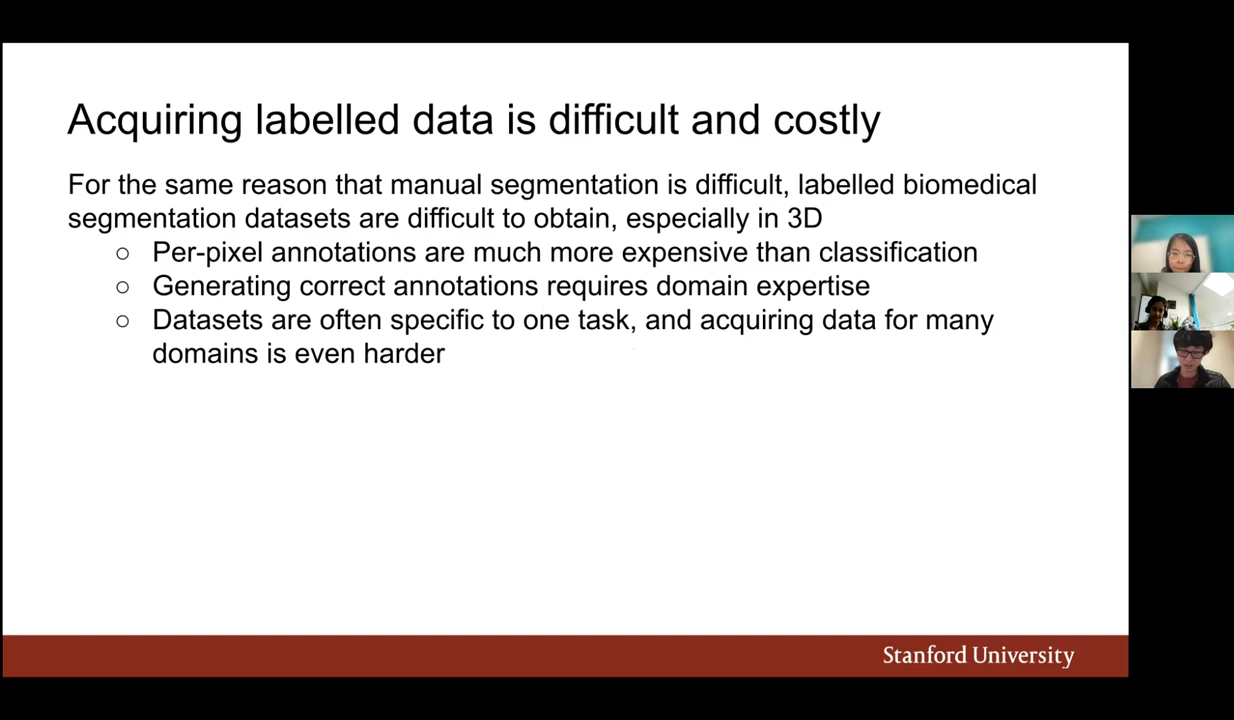 Acquiring labelled data is difficult and costly
For the same reason that manual segmentation is difficult, labelled biomedical
segmentation datasets are difficult to obtain, especially in 3D
○ Per-pixel annotations are much more expensive than classification
○ Generating correct annotations requires domain expertise
○ Datasets are often specific to one task, and acquiring data for many
domains is even harder
Stanford University